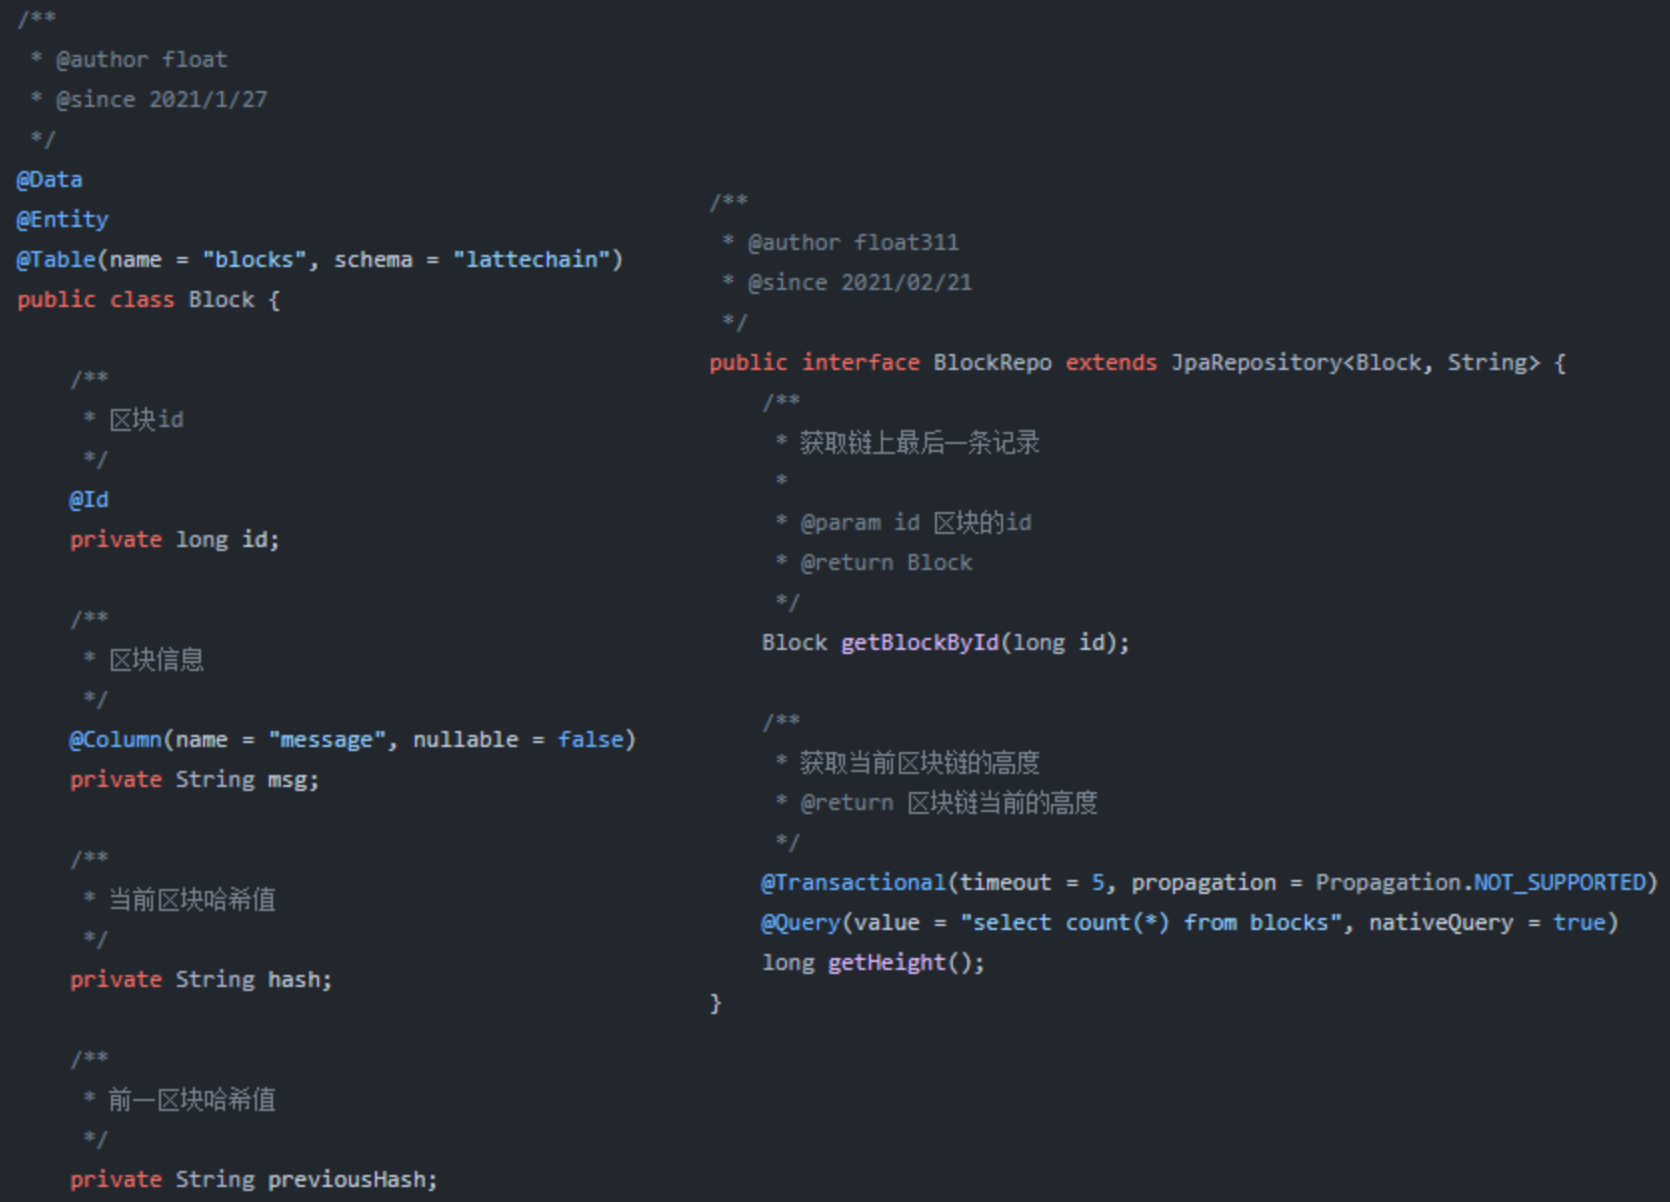 /**
 * @author float
 * @since 2021/1/27
 */
@Data
@Entity
@Table(name = "blocks", schema = "lattechain")
public class Block {
    /**
     * 区块id
     */
    @Id
    private long id;
    /**
     * 区块信息
     */
    @Column(name = "message", nullable = false)
    private String msg;
    /**
     * 当前区块哈希值
     */
    private String hash;
    /**
     * 前一区块哈希值
     */
    private String previousHash;
/**
 * @author float311
 * @since 2021/02/21
 */
public interface BlockRepo extends JpaRepository<Block, String> {
    /**
     * 获取链上最后一条记录
     *
     * @param id 区块的id
     * @return Block
     */
    Block getBlockById(long id);
    /**
     * 获取当前区块链的高度
     * @return 区块链当前的高度
     */
    @Transactional(timeout = 5, propagation = Propagation.NOT_SUPPORTED)
    @Query(value = "select count(*) from blocks", nativeQuery = true)
    long getHeight();
}